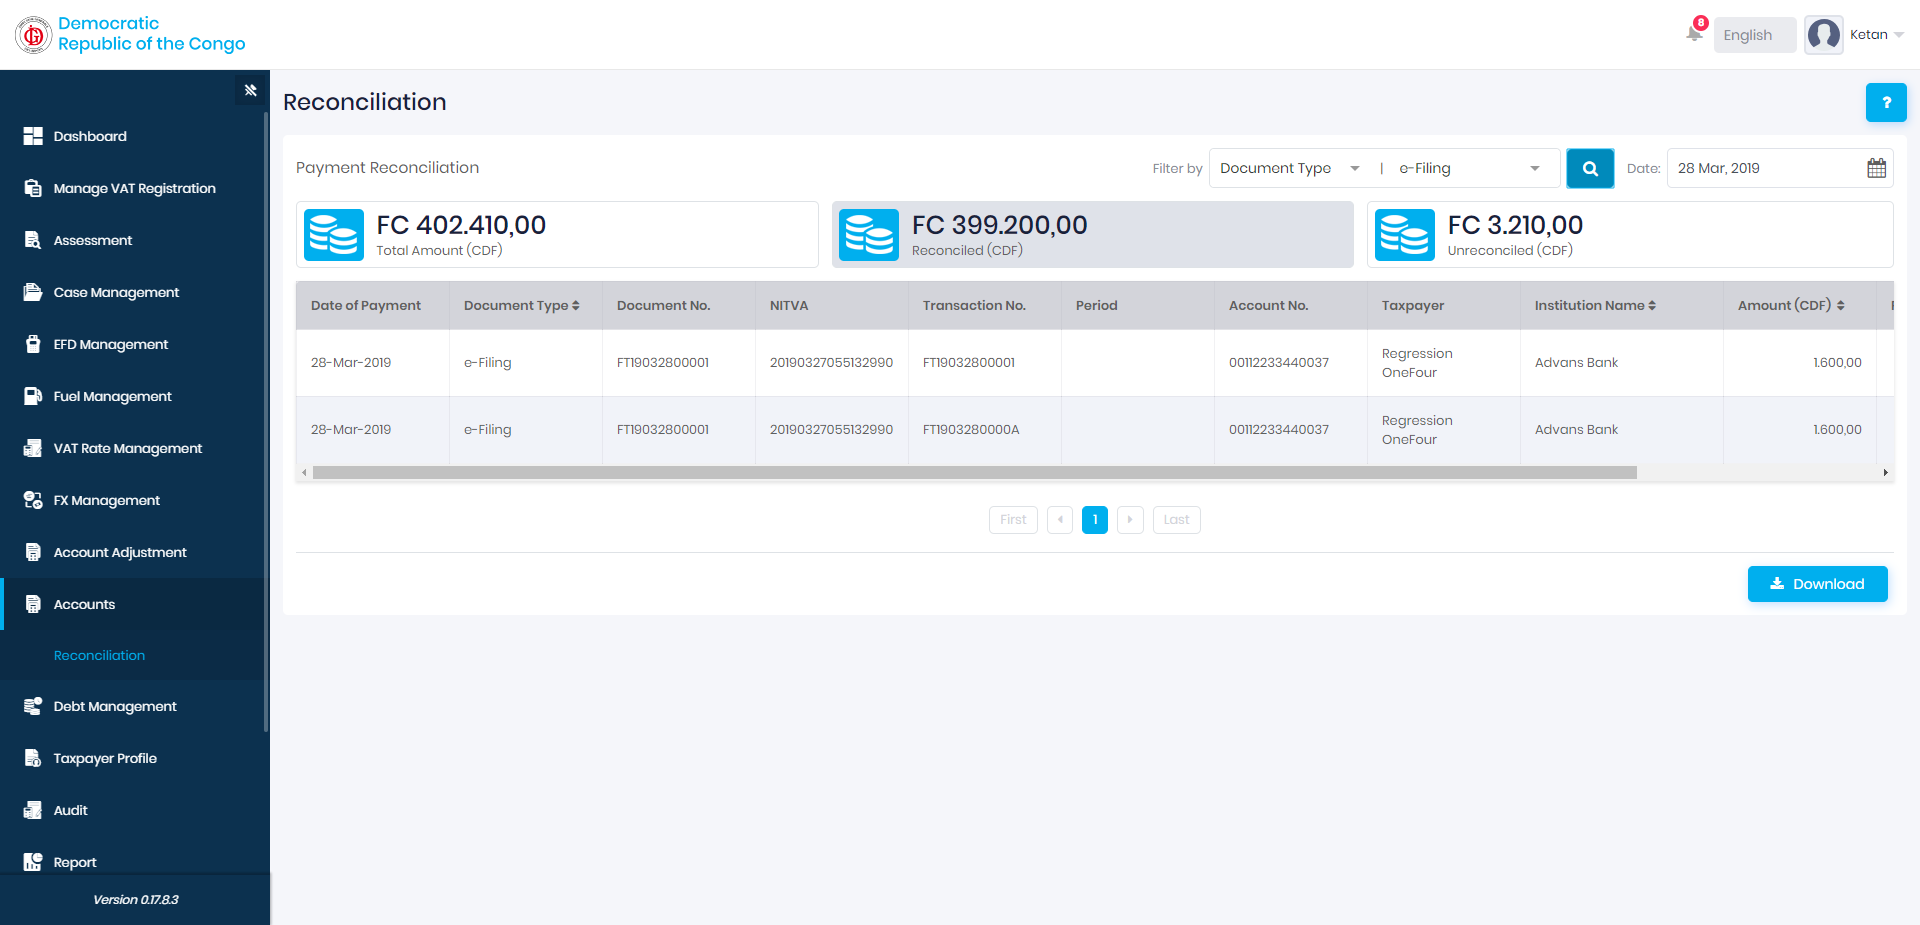 Democratic
Republic of the Congo
8
English
Ketan
Dashboard
Manage VAT Registration
Assessment
Case Management
EFD Management
Fuel Management
VAT Rate Management
FX Management
Account Adjustment
Accounts
Reconciliation
Debt Management
Taxpayer Profile
Audit
Report
Version 0.17.8.3
Reconciliation
?
Payment Reconciliation
Filter by
Document Type
|
e-Filing
Date:
28 Mar, 2019
FC 402.410,00
Total Amount (CDF)
FC 399.200,00
Reconciled (CDF)
FC 3.210,00
Unreconciled (CDF)
Date of Payment Document Type Document No. NITVA Transaction No. Period Account No. Taxpayer Institution Name Amount (CDF)
28-Mar-2019 e-Filing FT19032800001 20190327055132990 FT19032800001 00112233440037 Regression OneFour Advans Bank 1.600,00
28-Mar-2019 e-Filing FT19032800001 20190327055132990 FT1903280000A 00112233440037 Regression OneFour Advans Bank 1.600,00
First
1
Last
Download